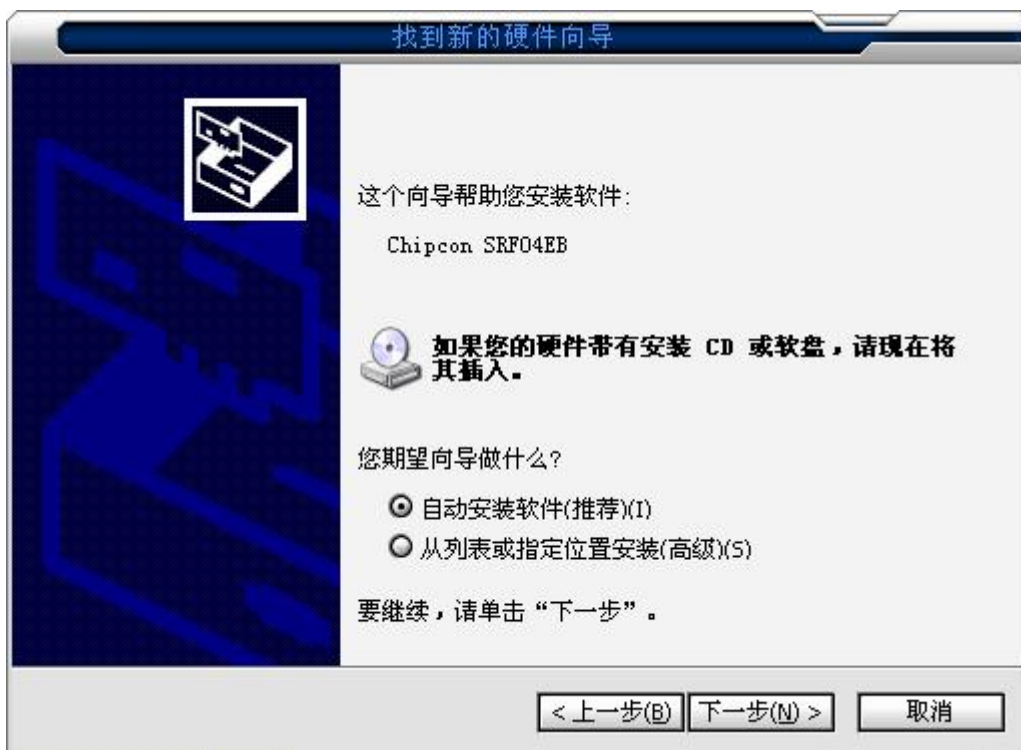 找到新的硬件向导
这个向导帮助您安装软件:
Chipcon SRF04EB
如果您的硬件带有安装 CD 或软盘，请现在将
其插入。
您期望向导做什么?
自动安装软件(推荐)(I)
从列表或指定位置安装(高级)(S)
要继续，请单击“下一步”。
< 上一步(B)
下一步(N) >
取消